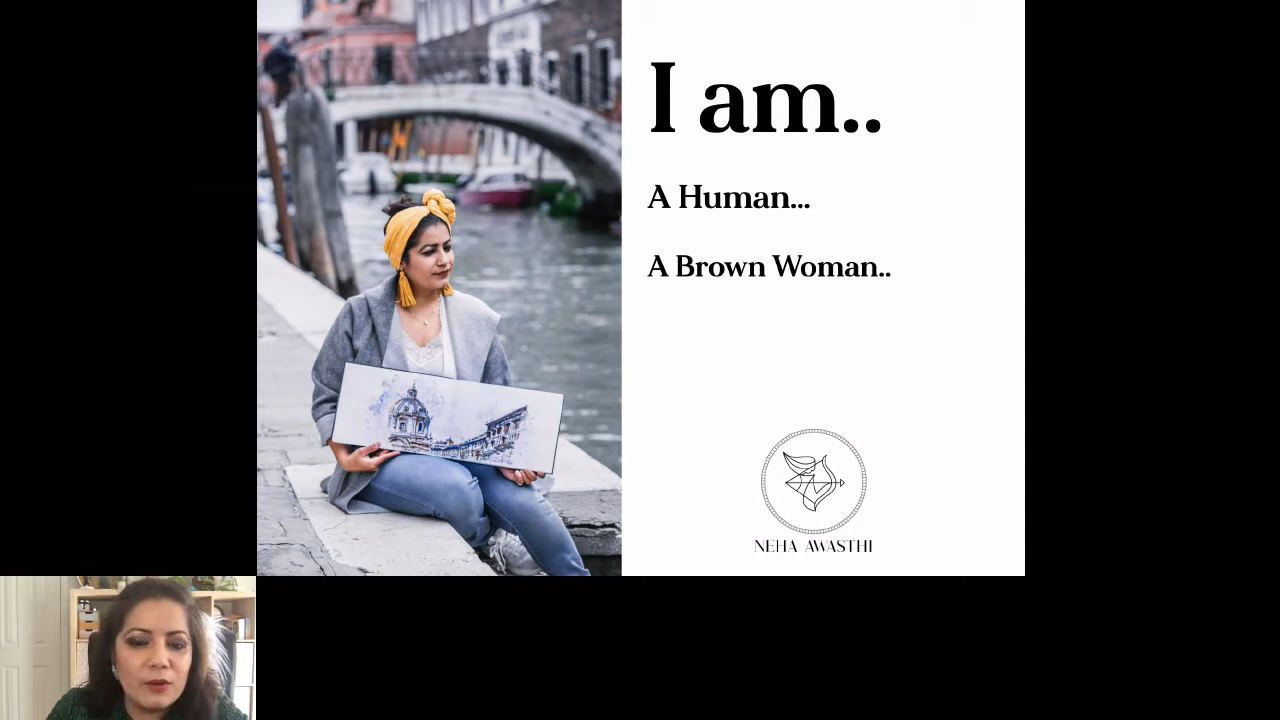 I am..
A Human...
A Brown Woman..
NEHA AWASTHI